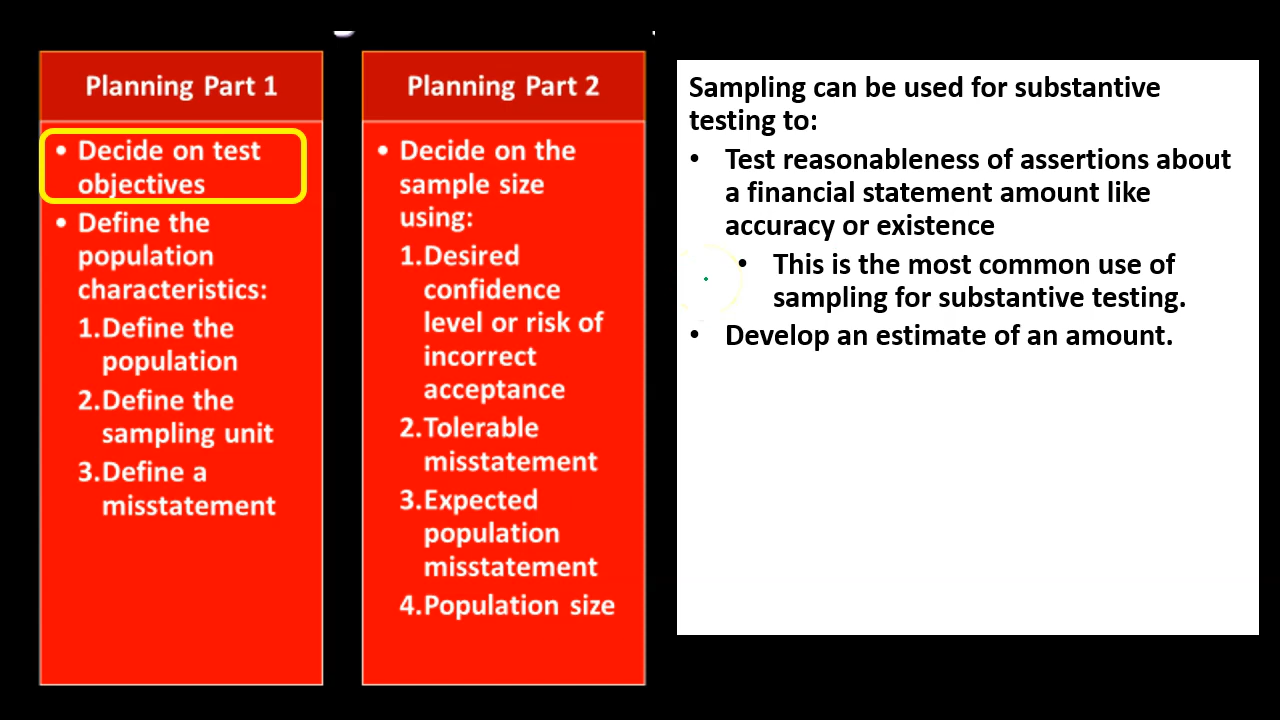 Planning Part 1
• Decide on test
objectives
• Define the
population
characteristics:
1.Define the
population
2.Define the
sampling unit
3.Define a
misstatement
Planning Part 2
• Decide on the
sample size
using:
1.Desired
confidence
level or risk of
incorrect
acceptance
2.Tolerable
misstatement
3.Expected
population
misstatement
4.Population size
Sampling can be used for substantive
testing to:
• Test reasonableness of assertions about
a financial statement amount like
accuracy or existence
• This is the most common use of
sampling for substantive testing.
• Develop an estimate of an amount.